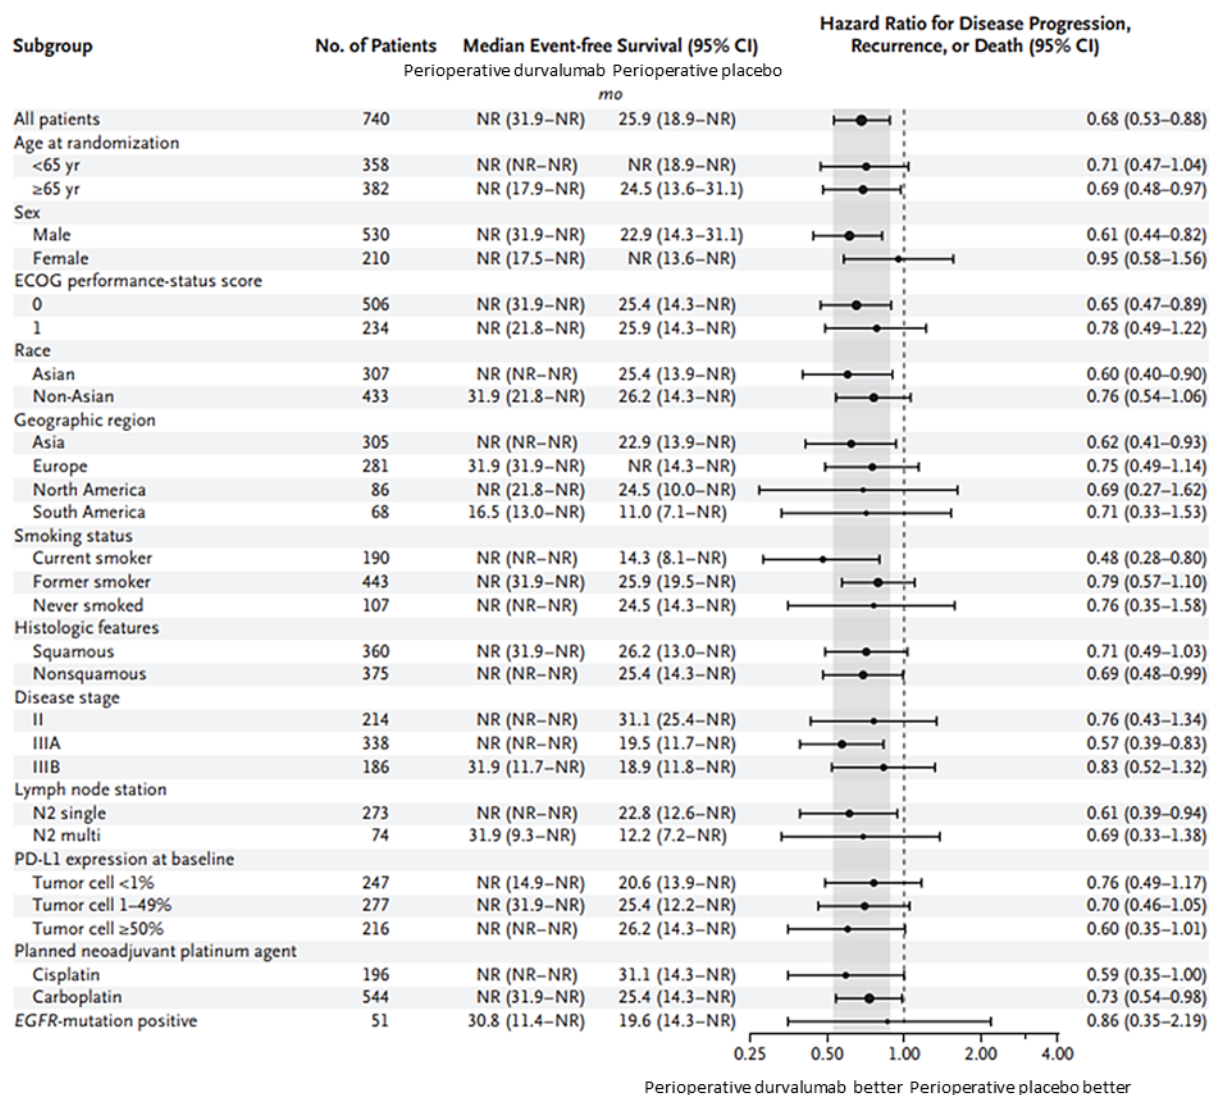 Hazard Ratio for Disease Progression,
Subgroup No. of Patients Median Event-free Survival (95% CI) Recurrence, or Death (95% CI)
Perioperative durvalumab Perioperative placebo
mo
All patients 740 NR (31.9–NR) 25.9 (18.9–NR) 0.68 (0.53–0.88)
Age at randomization
<65 yr 358 NR (NR–NR) NR (18.9–NR) 0.71 (0.47–1.04)
≥65 yr 382 NR (17.9–NR) 24.5 (13.6–31.1) 0.69 (0.48–0.97)
Sex
Male 530 NR (31.9–NR) 22.9 (14.3–31.1) 0.61 (0.44–0.82)
Female 210 NR (17.5–NR) NR (13.6–NR) 0.95 (0.58–1.56)
ECOG performance-status score
0 506 NR (31.9–NR) 25.4 (14.3–NR) 0.65 (0.47–0.89)
1 234 NR (21.8–NR) 25.9 (14.3–NR) 0.78 (0.49–1.22)
Race
Asian 307 NR (NR–NR) 25.4 (13.9–NR) 0.60 (0.40–0.90)
Non-Asian 433 31.9 (21.8–NR) 26.2 (14.3–NR) 0.76 (0.54–1.06)
Geographic region
Asia 305 NR (NR–NR) 22.9 (13.9–NR) 0.62 (0.41–0.93)
Europe 281 31.9 (31.9–NR) NR (14.3–NR) 0.75 (0.49–1.14)
North America 86 NR (21.8–NR) 24.5 (10.0–NR) 0.69 (0.27–1.62)
South America 68 16.5 (13.0–NR) 11.0 (7.1–NR) 0.71 (0.33–1.53)
Smoking status
Current smoker 190 NR (NR–NR) 14.3 (8.1–NR) 0.48 (0.28–0.80)
Former smoker 443 NR (31.9–NR) 25.9 (19.5–NR) 0.79 (0.57–1.10)
Never smoked 107 NR (NR–NR) 24.5 (14.3–NR) 0.76 (0.35–1.58)
Histologic features
Squamous 360 NR (31.9–NR) 26.2 (13.0–NR) 0.71 (0.49–1.03)
Nonsquamous 375 NR (NR–NR) 25.4 (14.3–NR) 0.69 (0.48–0.99)
Disease stage
II 214 NR (NR–NR) 31.1 (25.4–NR) 0.76 (0.43–1.34)
IIIA 338 NR (NR–NR) 19.5 (11.7–NR) 0.57 (0.39–0.83)
IIIB 186 31.9 (11.7–NR) 18.9 (11.8–NR) 0.83 (0.52–1.32)
Lymph node station
N2 single 273 NR (NR–NR) 22.8 (12.6–NR) 0.61 (0.39–0.94)
N2 multi 74 31.9 (9.3–NR) 12.2 (7.2–NR) 0.69 (0.33–1.38)
PD-L1 expression at baseline
Tumor cell <1% 247 NR (14.9–NR) 20.6 (13.9–NR) 0.76 (0.49–1.17)
Tumor cell 1–49% 277 NR (31.9–NR) 25.4 (12.2–NR) 0.70 (0.46–1.05)
Tumor cell ≥50% 216 NR (NR–NR) 26.2 (14.3–NR) 0.60 (0.35–1.01)
Planned neoadjuvant platinum agent
Cisplatin 196 NR (NR–NR) 31.1 (14.3–NR) 0.59 (0.35–1.00)
Carboplatin 544 NR (31.9–NR) 25.4 (14.3–NR) 0.73 (0.54–0.98)
EGFR-mutation positive 51 30.8 (11.4–NR) 19.6 (14.3–NR) 0.86 (0.35–2.19)
0.25 0.50 1.00 2.00 4.00
Perioperative durvalumab better Perioperative placebo better